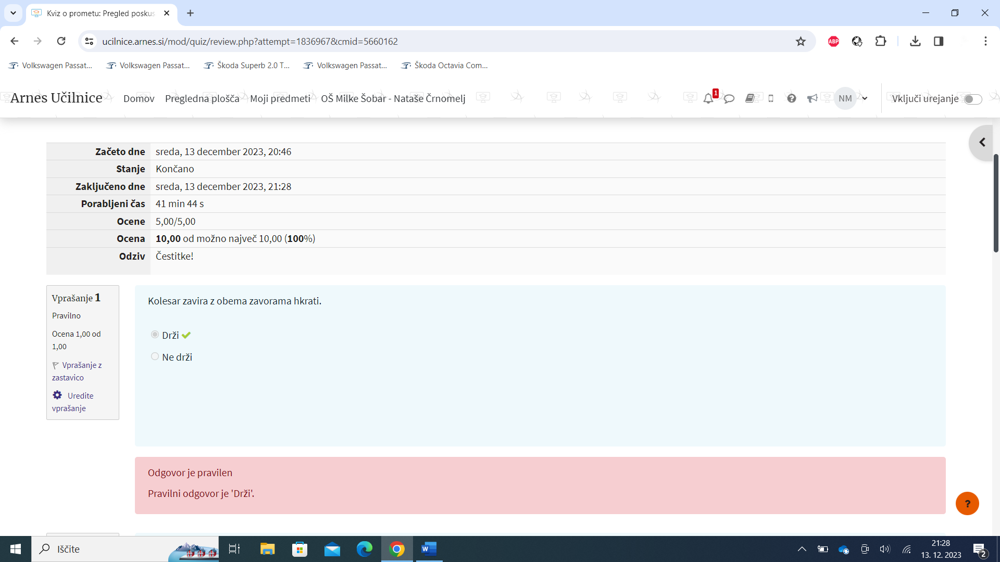 Kviz o prometu: Pregled poskus
ucilnice.arnes.si/mod/quiz/review.php?attempt=1836967&cmid=5660162
ABP
Volkswagen Passat... Volkswagen Passat... Škoda Superb 2.0 T... Volkswagen Passat... Škoda Octavia Com...
Arnes Učilnice Domov Pregledna plošča Moji predmeti OŠ Milke Šobar - Nataše Črnomelj 1 NM Vključi urejanje
Začeto dne sreda, 13 december 2023, 20:46
Stanje Končano
Zaključeno dne sreda, 13 december 2023, 21:28
Porabljeni čas 41 min 44 s
Ocene 5,00/5,00
Ocena 10,00 od možno največ 10,00 (100%)
Odziv Čestitke!
Vprašanje 1
Pravilno
Ocena 1,00 od
1,00
Vprašanje z
zastavico
Uredite
vprašanje
Kolesar zavira z obema zavorama hkrati.
Drži
Ne drži
Odgovor je pravilen
Pravilni odgovor je 'Drži'.
?
Iščite
W
21:28
13. 12. 2023
2